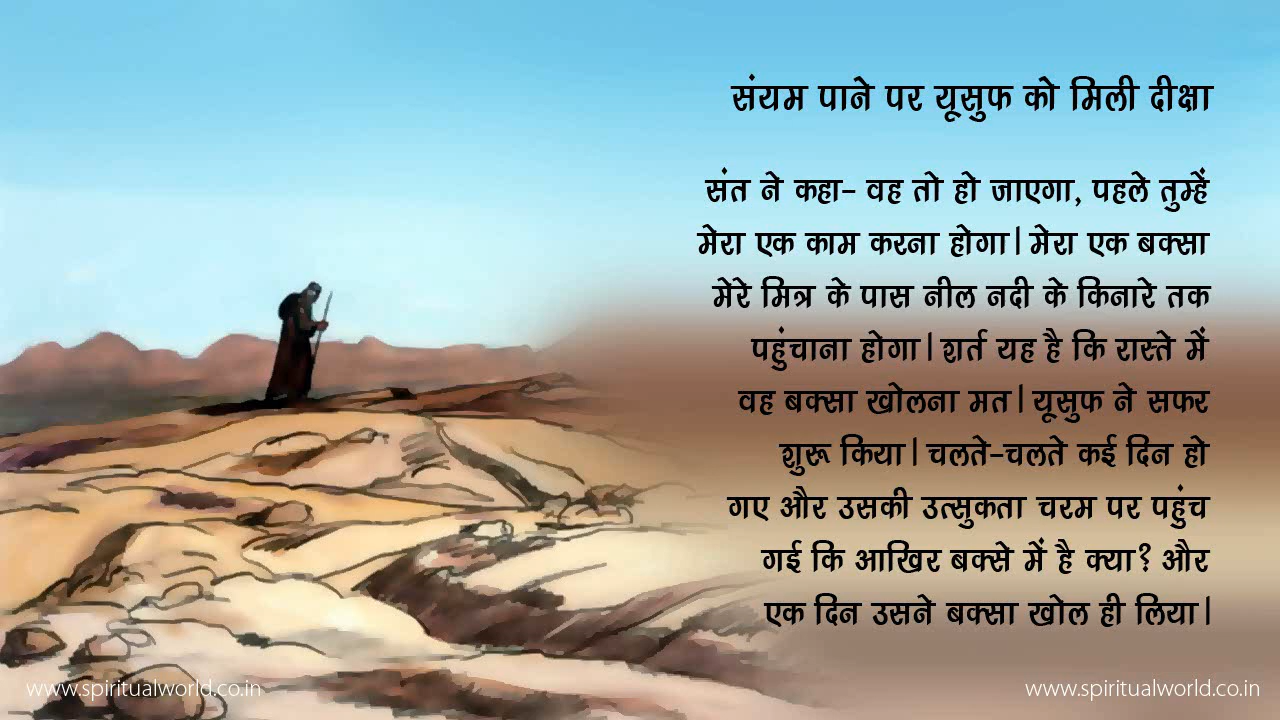 संयम पाने पर यूसुफ को मिली दीक्षा
संत ने कहा- वह तो हो जाएगा, पहले तुम्हें
मेरा एक काम करना होगा। मेरा एक बक्सा
मेरे मित्र के पास नील नदी के किनारे तक
पहुंचाना होगा। शर्त यह है कि रास्ते में
वह बक्सा खोलना मत। यूसुफ ने सफर
शुरू किया। चलते-चलते कई दिन हो
गए और उसकी उत्सुकता चरम पर पहुंच
गई कि आखिर बक्से में है क्या? और
एक दिन उसने बक्सा खोल ही लिया।
www.spiritualworld.co.in
www.spiritualworld.co.in